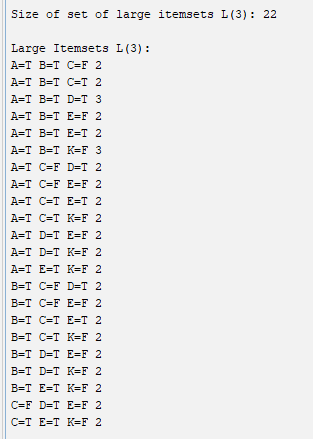 Size of set of large itemsets L(3): 22
Large Itemsets L(3):
A=T B=T C=F 2
A=T B=T C=T 2
A=T B=T D=T 3
A=T B=T E=F 2
A=T B=T E=T 2
A=T B=T K=F 3
A=T C=F D=T 2
A=T C=F E=F 2
A=T C=T E=T 2
A=T C=T K=F 2
A=T D=T E=F 2
A=T D=T K=F 2
A=T E=T K=F 2
B=T C=F D=T 2
B=T C=F E=F 2
B=T C=T E=T 2
B=T C=T K=F 2
B=T D=T E=F 2
B=T D=T K=F 2
B=T E=T K=F 2
C=F D=T E=F 2
C=T E=T K=F 2